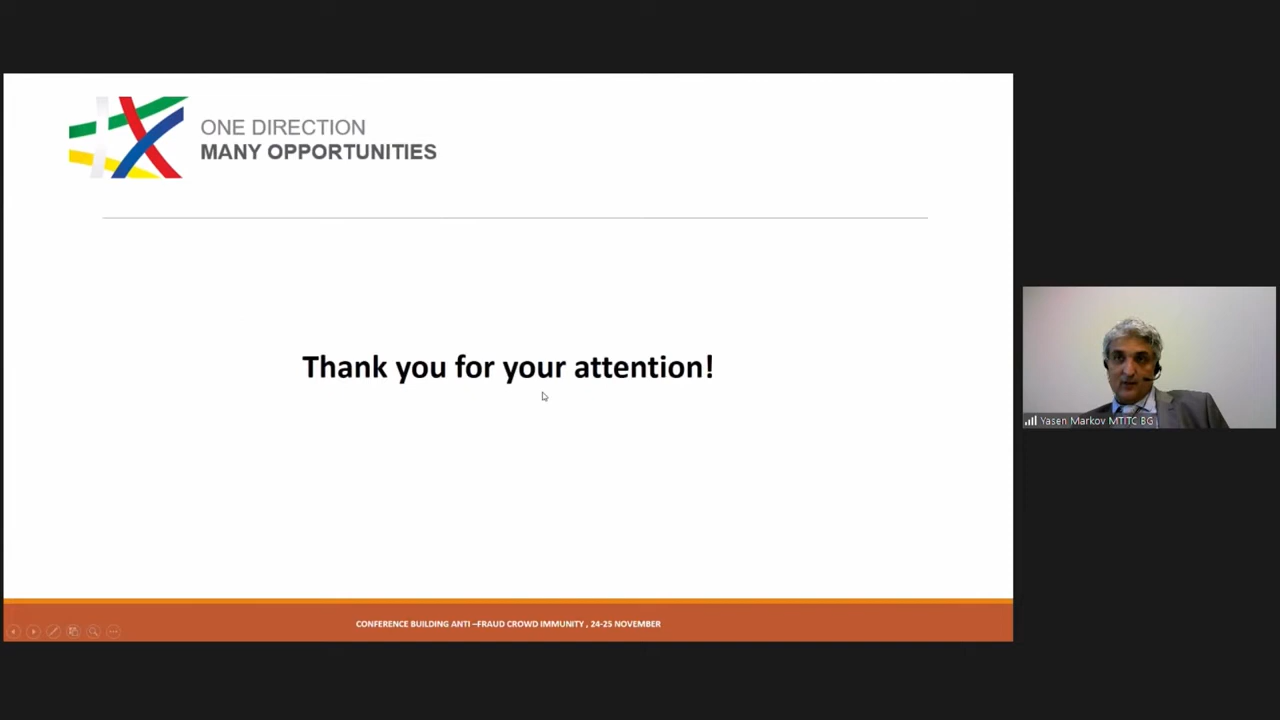 ONE DIRECTION
MANY OPPORTUNITIES
Thank you for your attention!
Yasen Markov MTITC BG
CONFERENCE BUILDING ANTI –FRAUD CROWD IMMUNITY , 24-25 NOVEMBER